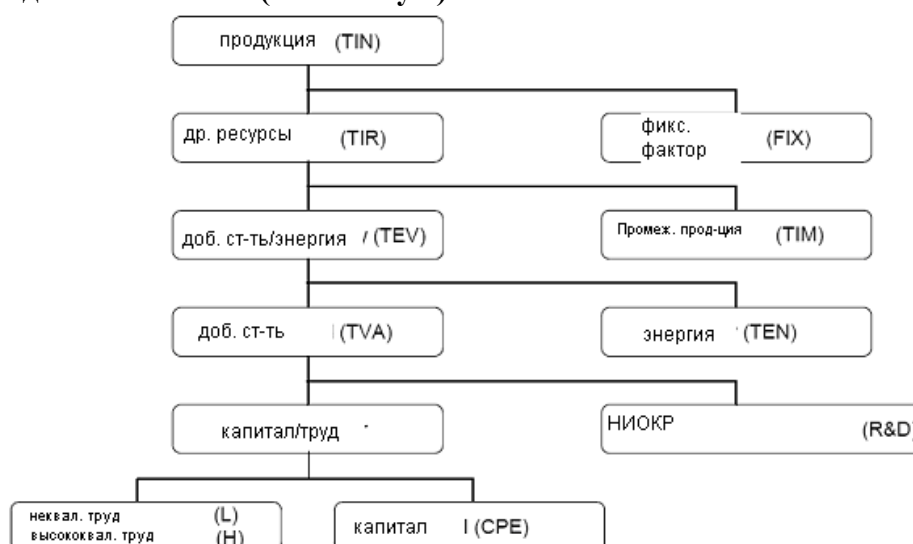 продукция (TIN)
др. ресурсы (TIR)
фикс.
фактор (FIX)
доб. ст-ть/энергия / (TEV)
Промеж. прод-ция (TIM)
доб. ст-ть (TVA)
энергия (TEN)
капитал/труд
НИОКР (R&D)
неквал. труд (L)
высококвал. труд (H)
капитал (CPE)